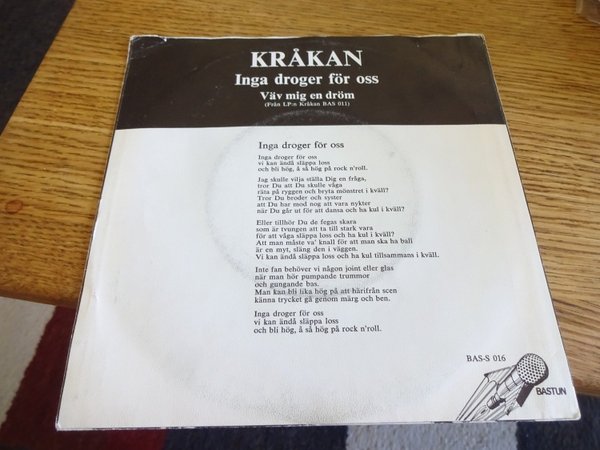 KRÅKAN
Inga droger för oss
Väv mig en dröm
(Från LP:n Kråkan BAS 011)
Inga droger för oss
Inga droger för oss
vi kan ändå släppa loss
och bli hög, å så hög på rock n'roll.
Jag skulle vilja ställa Dig en fråga,
tror Du att Du skulle våga
räta på ryggen och bryta mönstret i kväll?
Tror Du broder och syster
att Du har mod nog att vara nykter
när Du går ut för att dansa och ha kul i kväll?
Eller tillhör Du de fegas skara
som är tvungen att ta till stark vara
för att våga släppa loss och ha kul i kväll?
Att man måste va' knall för att man ska ha ball
är en myt, släng den i väggen.
Vi kan ändå släppa loss och ha kul tillsammans i kväll.
Inte fan behöver vi någon joint eller glas
när man hör pumpande trummor
och gungande bas.
Man kan bli lika hög på att härifrån scen
känna trycket gå genom märg och ben.
Inga droger för oss
vi kan ändå släppa loss
och bli hög, å så hög på rock n'roll.
BAS-S 016
BASTUN